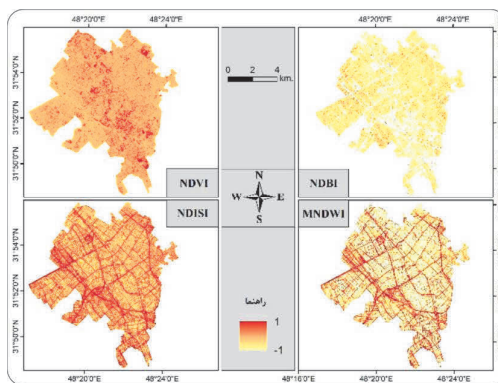 48°20'0"E
48°24'0"E
31°54'0"N
31°52'0"N
31°50'0"N
0 2 4
km.
NDVI
NDBI
N
W E
S
NDISI
MNDWI
31°54'0"N
31°52'0"N
31°50'0"N
راهنما
1
-1
48°20'0"E
48°24'0"E
48°16'0"E
48°20'0"E
48°24'0"E